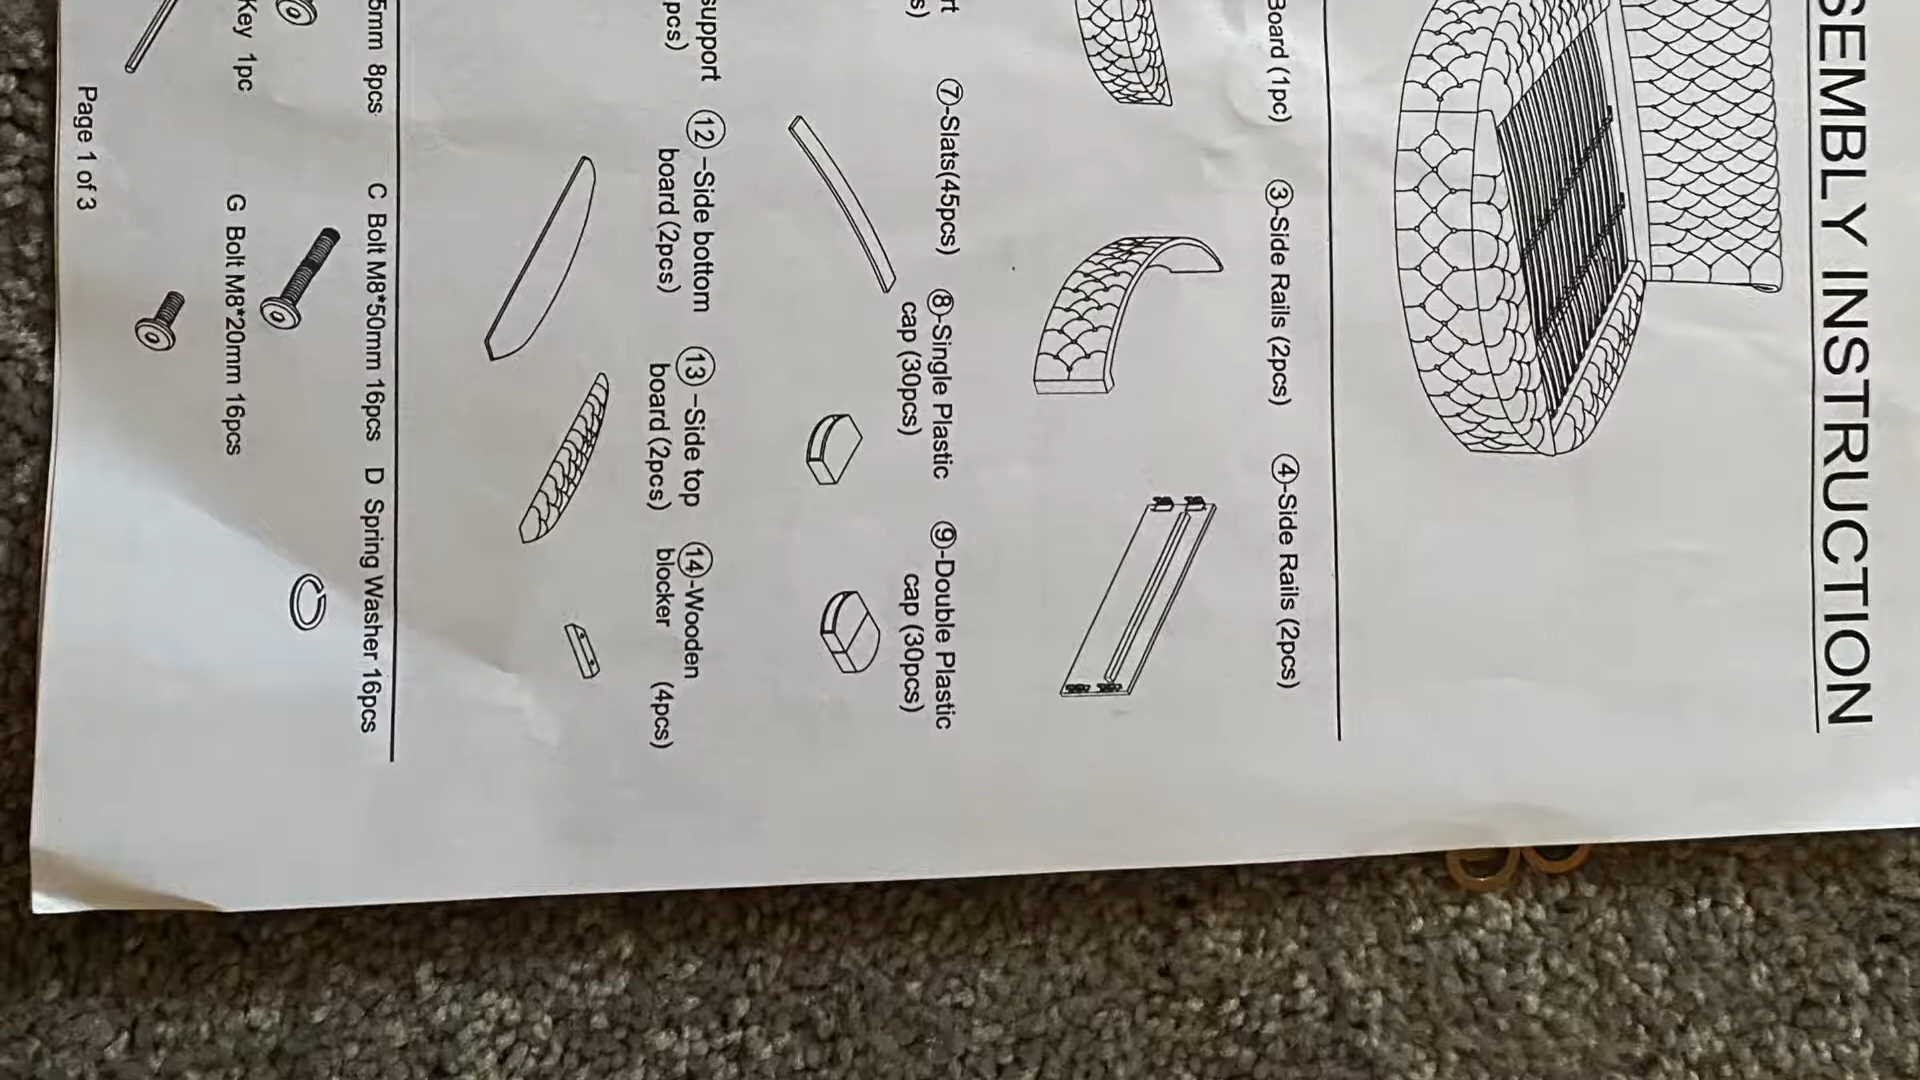 SEMBLY INSTRUCTION
Board (1pc) ③-Side Rails (2pcs) ④-Side Rails (2pcs)
rt ⑦-Slats(45pcs) ⑧-Single Plastic ⑨-Double Plastic
s) cap (30pcs) cap (30pcs)
support ⑫-Side bottom ⑬-Side top ⑭-Wooden
pcs) board (2pcs) board (2pcs) blocker (4pcs)
5mm 8pcs C Bolt M8*50mm 16pcs D Spring Washer 16pcs
Key 1pc G Bolt M8*20mm 16pcs
Page 1 of 3